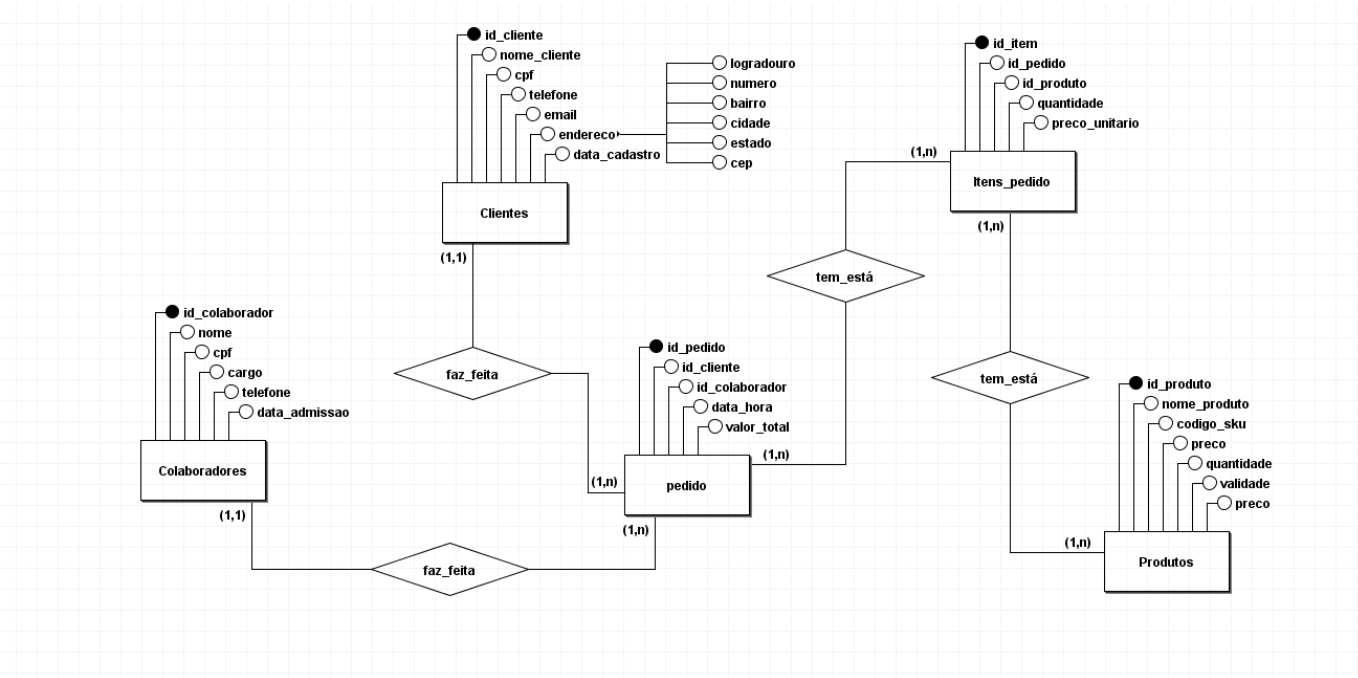 id_cliente
nome_cliente
cpf
telefone
email
endereco
data_cadastro
logradouro
numero
bairro
cidade
estado
cep
Clientes
(1,1)
id_item
id_pedido
id_produto
quantidade
preco_unitario
(1,n)
Itens_pedido
(1,n)
tem_está
id_colaborador
nome
cpf
cargo
telefone
data_admissao
Colaboradores
(1,1)
faz_feita
id_pedido
id_cliente
id_colaborador
data_hora
valor_total
(1,n)
(1,n)
pedido
(1,n)
faz_feita
tem_está
id_produto
nome_produto
codigo_sku
preco
quantidade
validade
preco
(1,n)
Produtos